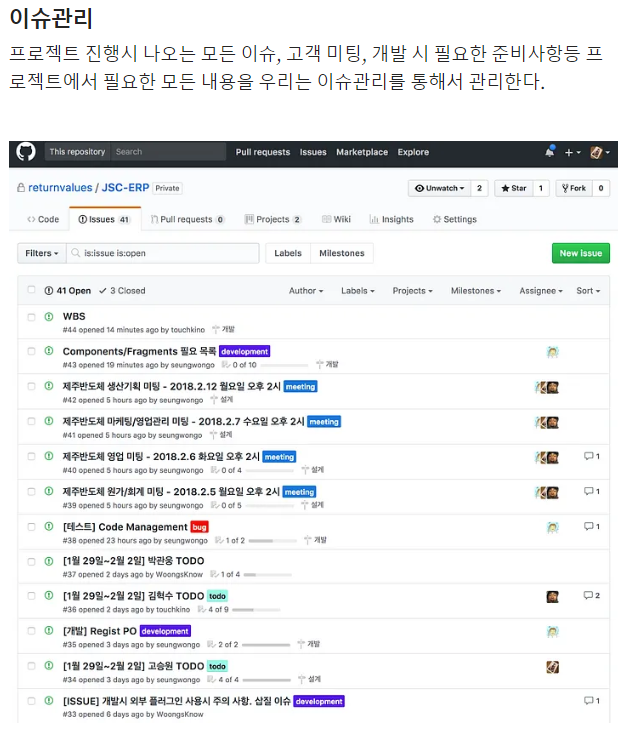 이슈관리
프로젝트 진행시 나오는 모든 이슈, 고객 미팅, 개발 시 필요한 준비사항등 프
로젝트에서 필요한 모든 내용을 우리는 이슈관리를 통해서 관리한다.
This repository Search Pull requests Issues Marketplace Explore
returnvalues / JSC-ERP Private Unwatch 2 Star 1 Fork 0
Code Issues 41 Pull requests 0 Projects 2 Wiki Insights Settings
Filters is:issue is:open Labels Milestones New issue
41 Open 3 Closed Author Labels Projects Milestones Assignee Sort
WBS
#44 opened 14 minutes ago by touchkino 개발
Components/Fragments 필요 목록 development
#43 opened 19 minutes ago by seungwongo 0 of 10 개발
제주반도체 생산기획 미팅 - 2018.2.12 월요일 오후 2시 meeting
#42 opened 5 hours ago by seungwongo 설계
제주반도체 마케팅/영업관리 미팅 - 2018.2.7 수요일 오후 2시 meeting
#41 opened 5 hours ago by seungwongo 설계
제주반도체 영업 미팅 - 2018.2.6 화요일 오후 2시 meeting 1
#40 opened 5 hours ago by seungwongo 0 of 4 설계
제주반도체 원가/회계 미팅 - 2018.2.5 월요일 오후 2시 meeting 1
#39 opened 5 hours ago by seungwongo 0 of 5 설계
[테스트] Code Management bug 1
#38 opened 23 hours ago by seungwongo 1 of 2 개발
[1월 29일~2월 2일] 박관웅 TODO
#37 opened 2 days ago by WoongsKnow 1 of 4
[1월 29일~2월 2일] 김혁수 TODO todo 2
#36 opened 2 days ago by touchkino 4 of 9
[개발] Regist PO development
#35 opened 3 days ago by seungwongo 2 of 2 개발
[1월 29일~2월 2일] 고승원 TODO todo
#34 opened 3 days ago by seungwongo 4 of 4 설계
[ISSUE] 개발시 외부 플러그인 사용시 주의 사항. 삽질 이슈 development 1
#33 opened 6 days ago by WoongsKnow